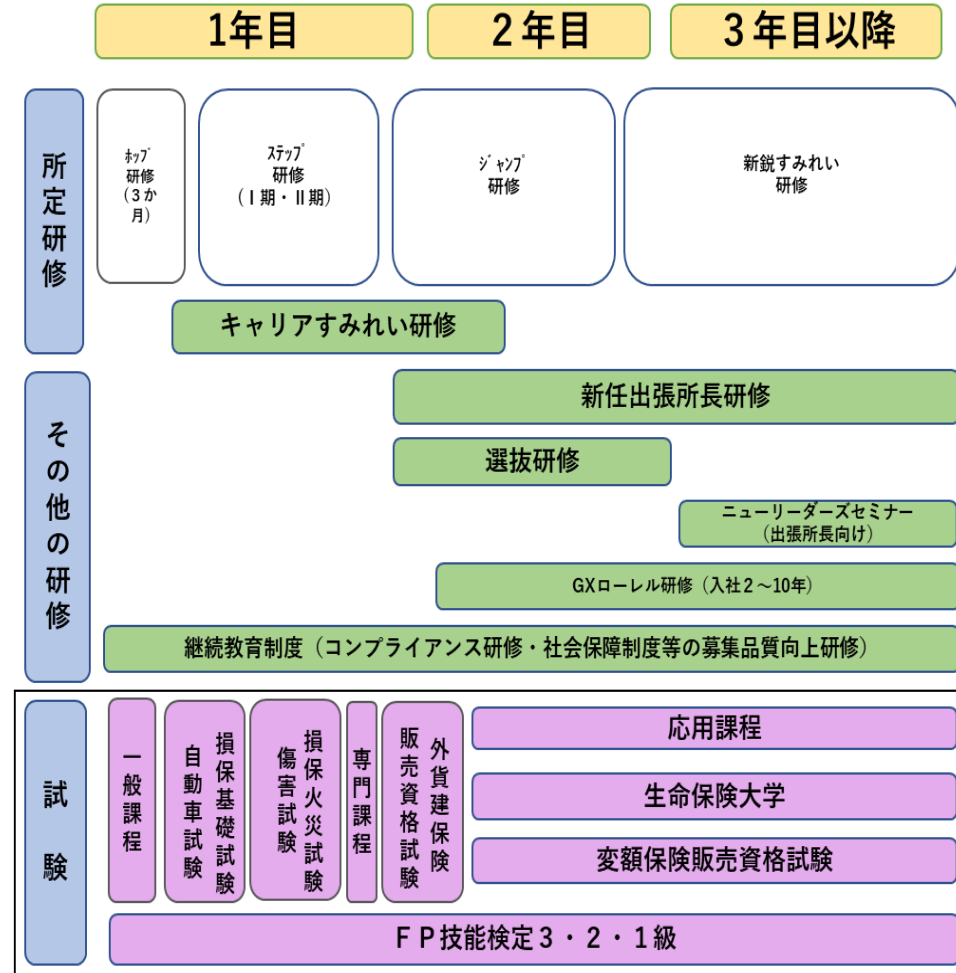 1年目
２年目
３年目以降
所定研修
ﾎｯﾌﾟ
研修
(３か
月)
ｽﾃｯﾌﾟ
研修
(Ⅰ期・Ⅱ期)
ｼﾞｬﾝﾌﾟ
研修
新鋭すみれい
研修
キャリアすみれい研修
その他の研修
新任出張所長研修
選抜研修
ニューリーダーズセミナー
(出張所長向け)
GXローレル研修（入社２～10年）
継続教育制度（コンプライアンス研修・社会保障制度等の募集品質向上研修）
試験
一般課程
損保基礎試験
自動車試験
損保火災試験
傷害試験
専門課程
外貨建保険
販売資格試験
応用課程
生命保険大学
変額保険販売資格試験
ＦＰ技能検定３・２・１級